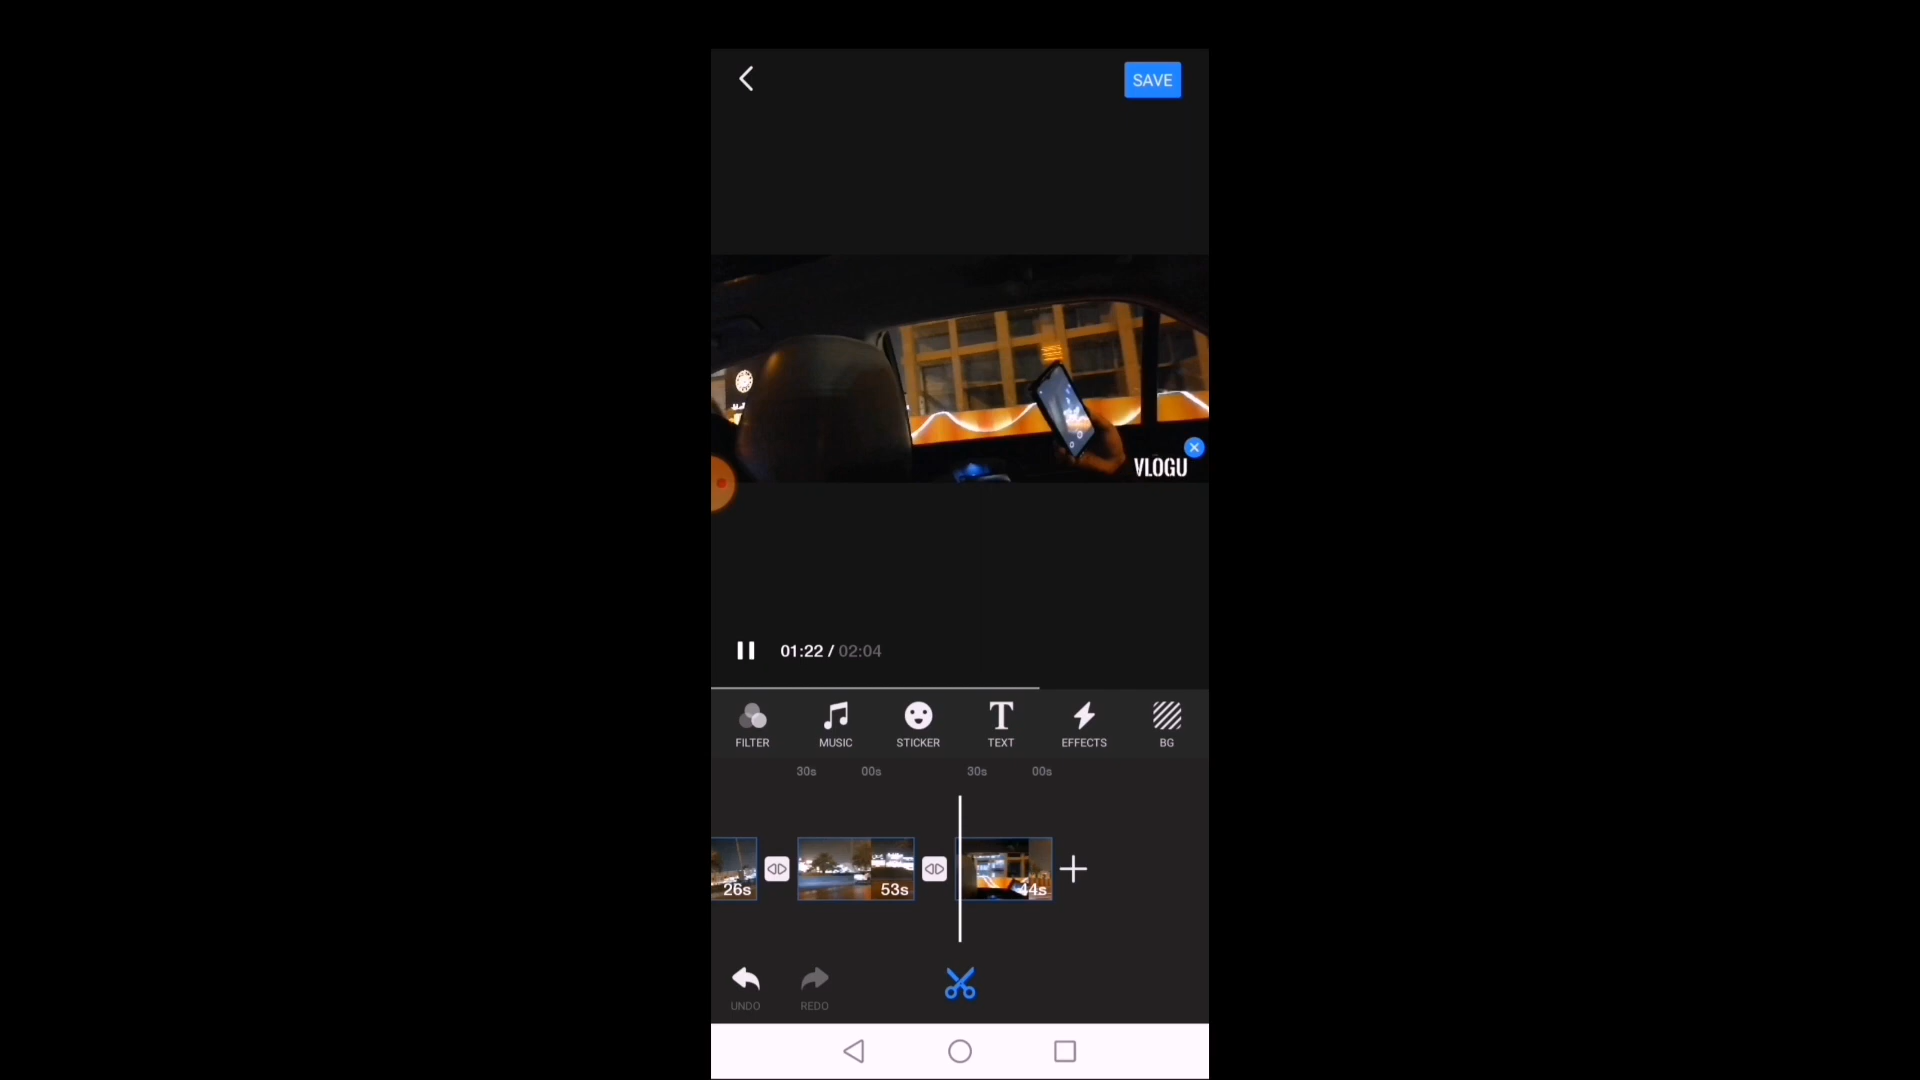 SAVE
VLOGU
01:22 / 02:04
FILTER
MUSIC
STICKER
TEXT
EFFECTS
BG
30s 00s 30s 00s
26s
53s
44s
UNDO
REDO